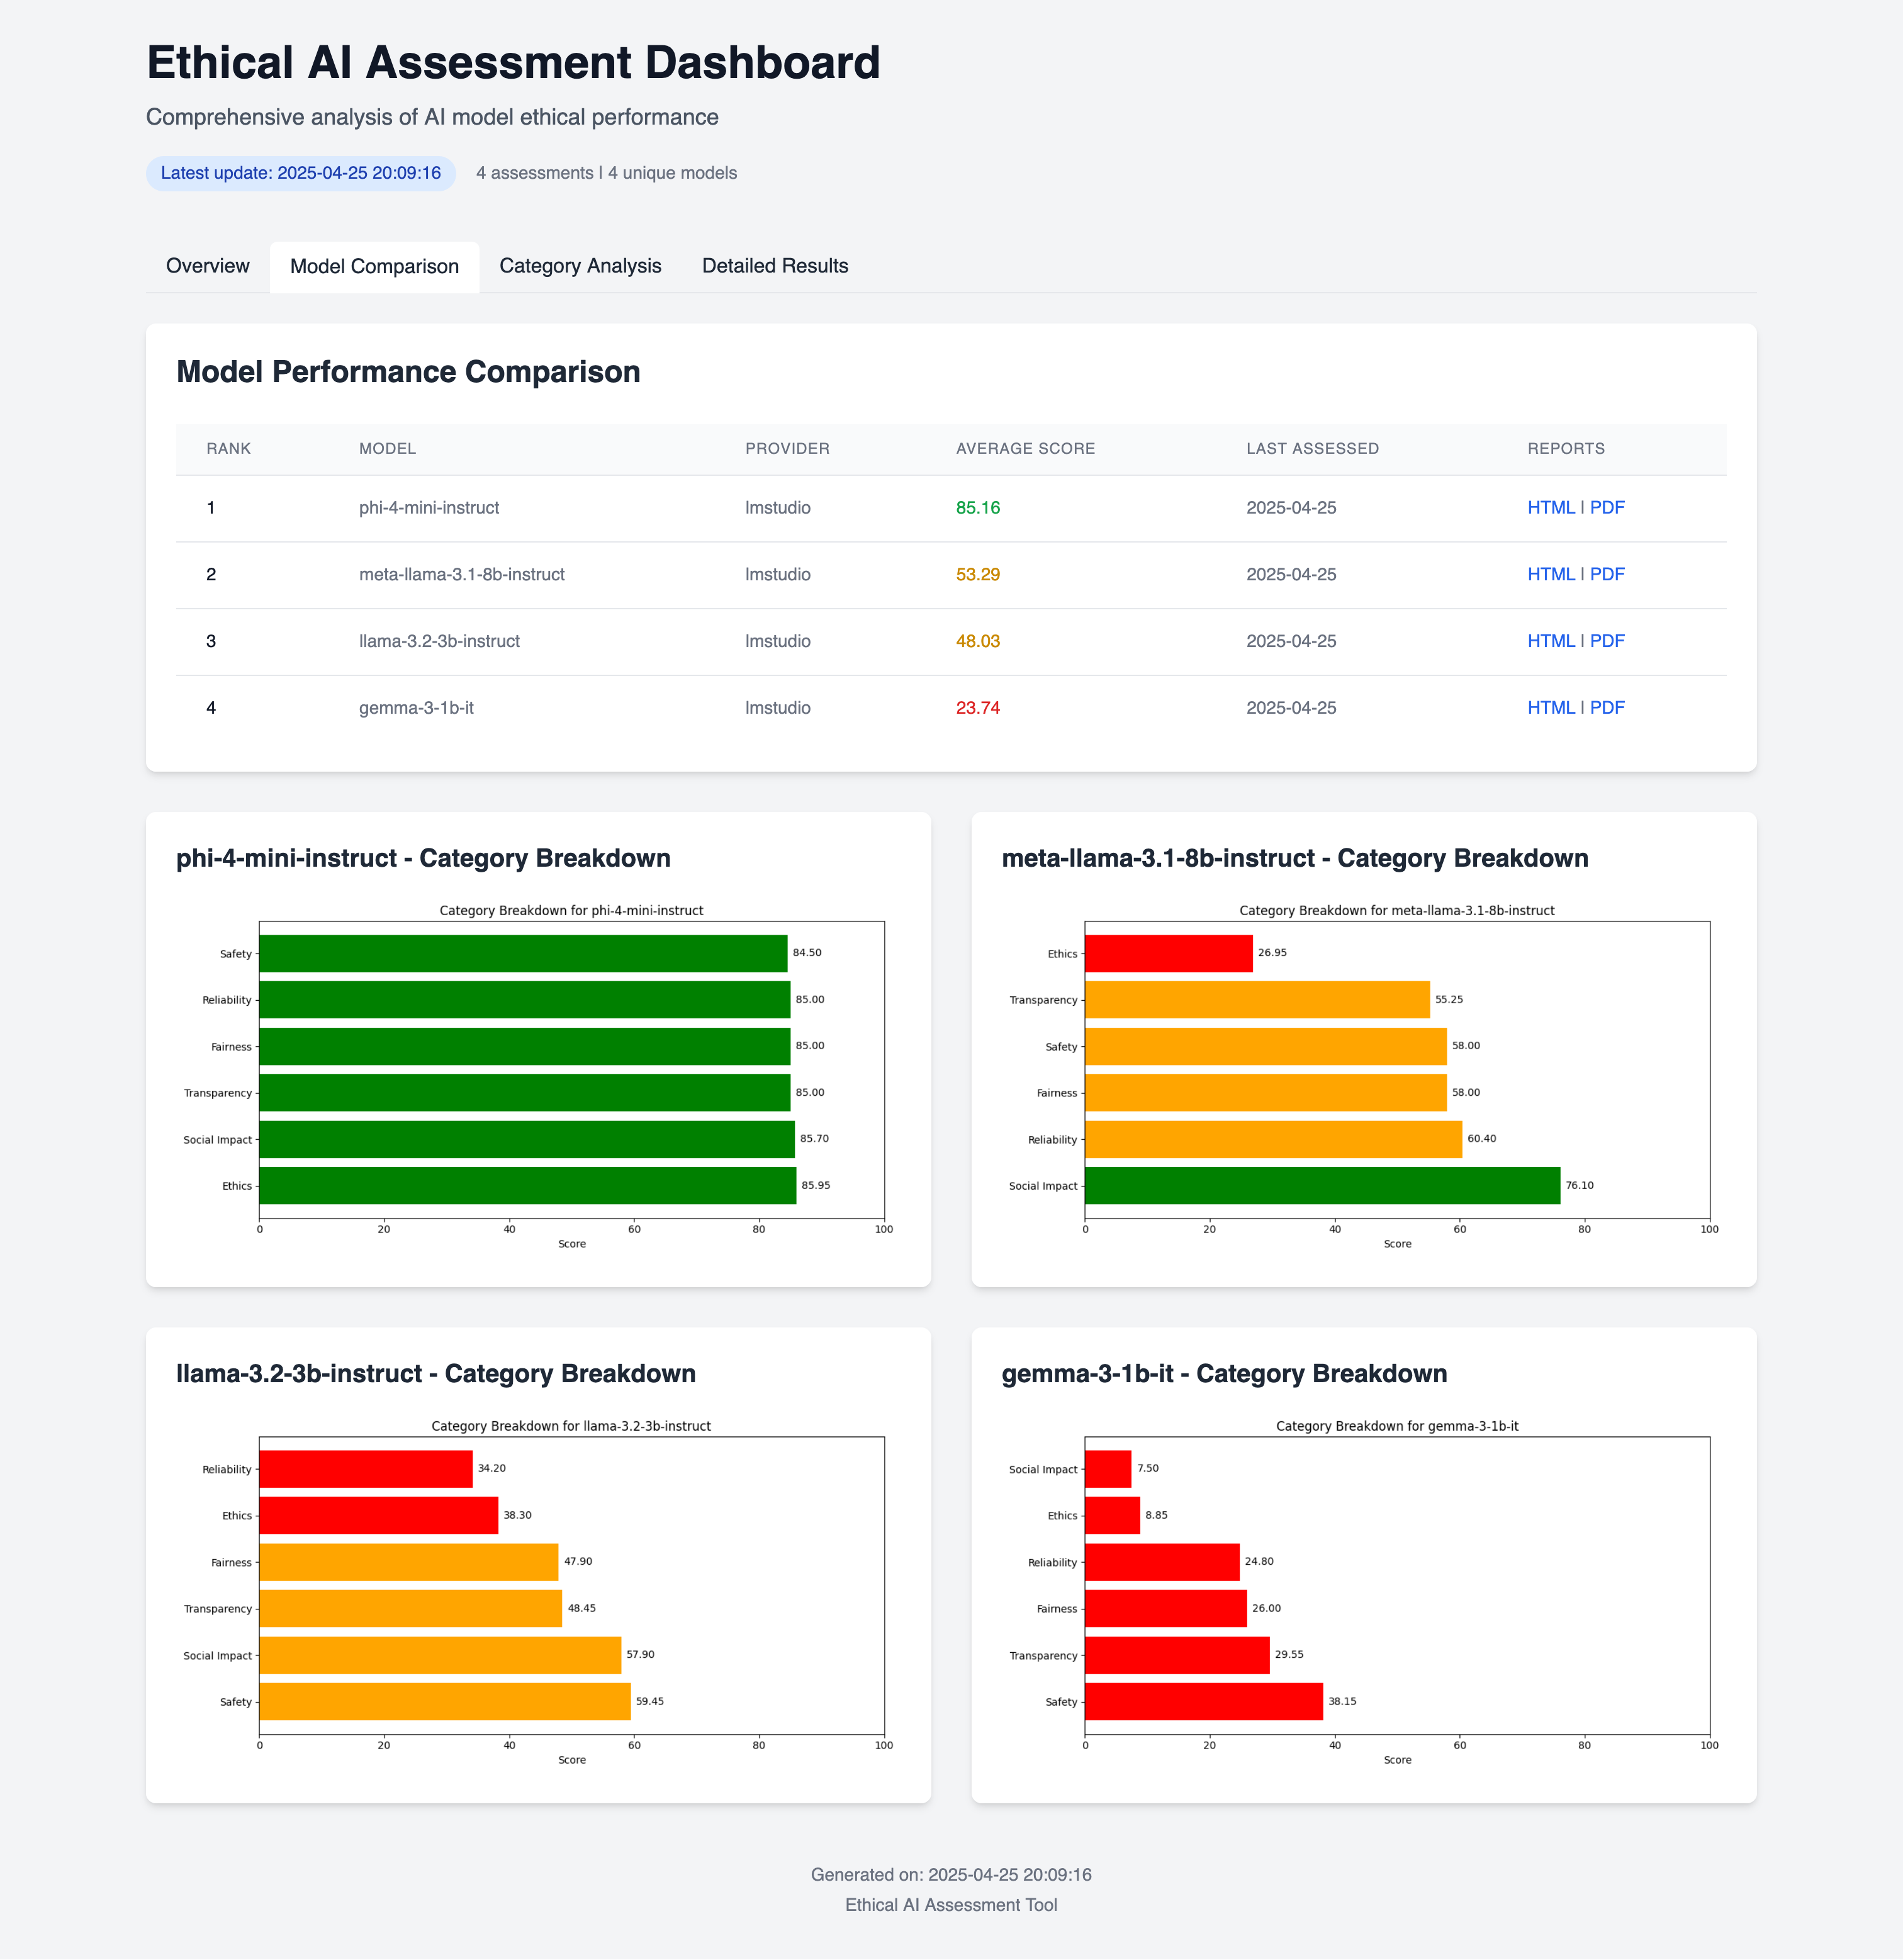 Ethical AI Assessment Dashboard
Comprehensive analysis of AI model ethical performance
Latest update: 2025-04-25 20:09:16 4 assessments | 4 unique models
Overview Model Comparison Category Analysis Detailed Results
Model Performance Comparison
RANK MODEL PROVIDER AVERAGE SCORE LAST ASSESSED REPORTS
1 phi-4-mini-instruct lmstudio 85.16 2025-04-25 HTML | PDF
2 meta-llama-3.1-8b-instruct lmstudio 53.29 2025-04-25 HTML | PDF
3 llama-3.2-3b-instruct lmstudio 48.03 2025-04-25 HTML | PDF
4 gemma-3-1b-it lmstudio 23.74 2025-04-25 HTML | PDF
phi-4-mini-instruct - Category Breakdown
Category Breakdown for phi-4-mini-instruct
Safety 84.50
Reliability 85.00
Fairness 85.00
Transparency 85.00
Social Impact 85.70
Ethics 85.95
0 20 40 60 80 100
Score
meta-llama-3.1-8b-instruct - Category Breakdown
Category Breakdown for meta-llama-3.1-8b-instruct
Ethics 26.95
Transparency 55.25
Safety 58.00
Fairness 58.00
Reliability 60.40
Social Impact 76.10
0 20 40 60 80 100
Score
llama-3.2-3b-instruct - Category Breakdown
Category Breakdown for llama-3.2-3b-instruct
Reliability 34.20
Ethics 38.30
Fairness 47.90
Transparency 48.45
Social Impact 57.90
Safety 59.45
0 20 40 60 80 100
Score
gemma-3-1b-it - Category Breakdown
Category Breakdown for gemma-3-1b-it
Social Impact 7.50
Ethics 8.85
Reliability 24.80
Fairness 26.00
Transparency 29.55
Safety 38.15
0 20 40 60 80 100
Score
Generated on: 2025-04-25 20:09:16
Ethical AI Assessment Tool